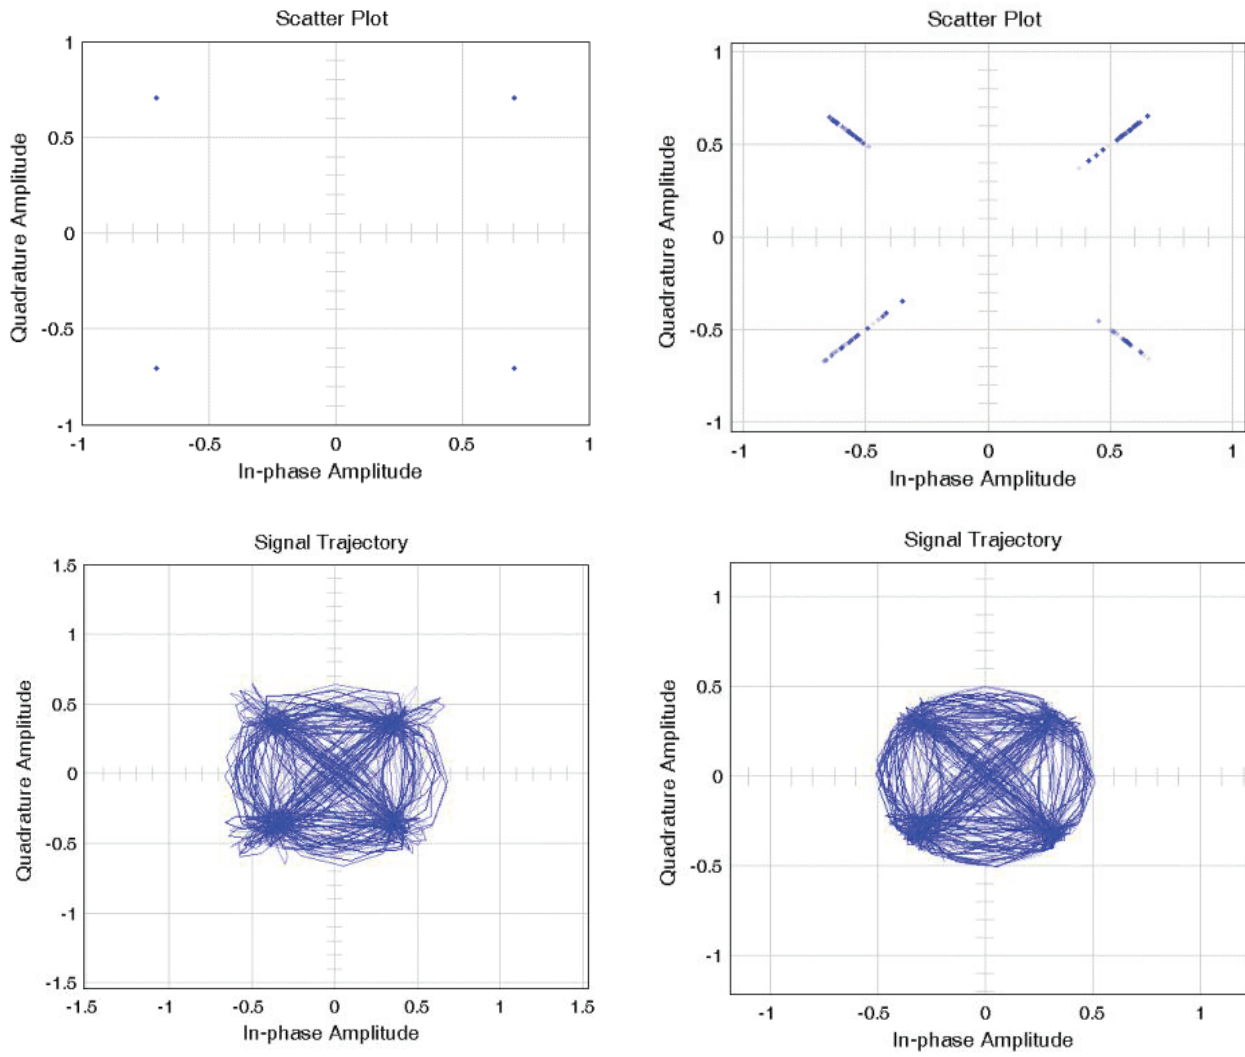 Scatter Plot
1
0.5
0
-0.5
-1
-1 -0.5 0 0.5 1
Quadrature Amplitude
In-phase Amplitude
Scatter Plot
1
0.5
0
-0.5
-1
-1 -0.5 0 0.5 1
Quadrature Amplitude
In-phase Amplitude
Signal Trajectory
1.5
1
0.5
0
-0.5
-1
-1.5
-1.5 -1 -0.5 0 0.5 1 1.5
Quadrature Amplitude
In-phase Amplitude
Signal Trajectory
1
0.5
0
-0.5
-1
-1 -0.5 0 0.5 1
Quadrature Amplitude
In-phase Amplitude